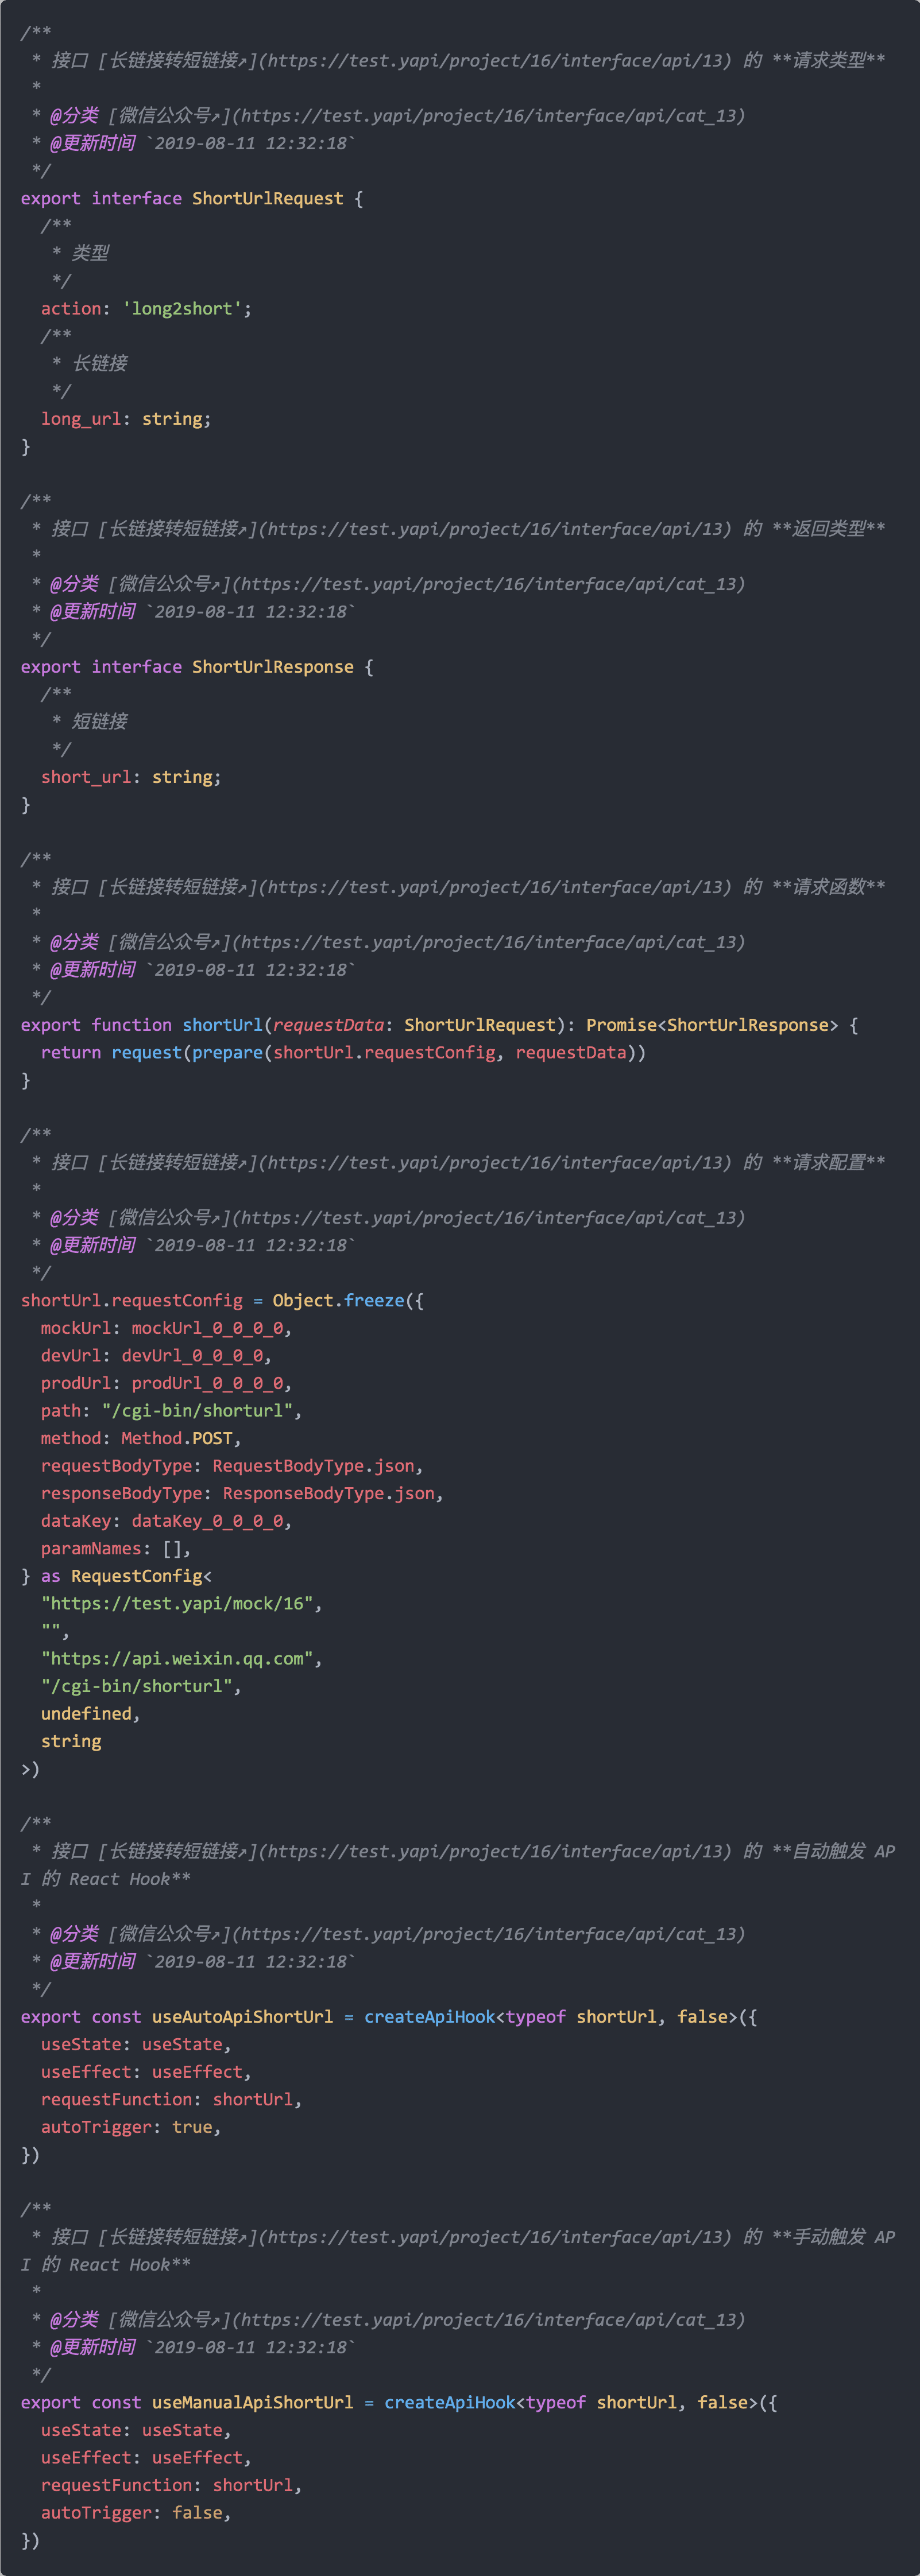 /**
 * 接口 [长链接转短链接↗](https://test.yapi/project/16/interface/api/13) 的 **请求类型**
 *
 * @分类 [微信公众号↗](https://test.yapi/project/16/interface/api/cat_13)
 * @更新时间 `2019-08-11 12:32:18`
 */
export interface ShortUrlRequest {
  /**
   * 类型
   */
  action: 'long2short';
  /**
   * 长链接
   */
  long_url: string;
}

/**
 * 接口 [长链接转短链接↗](https://test.yapi/project/16/interface/api/13) 的 **返回类型**
 *
 * @分类 [微信公众号↗](https://test.yapi/project/16/interface/api/cat_13)
 * @更新时间 `2019-08-11 12:32:18`
 */
export interface ShortUrlResponse {
  /**
   * 短链接
   */
  short_url: string;
}

/**
 * 接口 [长链接转短链接↗](https://test.yapi/project/16/interface/api/13) 的 **请求函数**
 *
 * @分类 [微信公众号↗](https://test.yapi/project/16/interface/api/cat_13)
 * @更新时间 `2019-08-11 12:32:18`
 */
export function shortUrl(requestData: ShortUrlRequest): Promise<ShortUrlResponse> {
  return request(prepare(shortUrl.requestConfig, requestData))
}

/**
 * 接口 [长链接转短链接↗](https://test.yapi/project/16/interface/api/13) 的 **请求配置**
 *
 * @分类 [微信公众号↗](https://test.yapi/project/16/interface/api/cat_13)
 * @更新时间 `2019-08-11 12:32:18`
 */
shortUrl.requestConfig = Object.freeze({
  mockUrl: mockUrl_0_0_0_0,
  devUrl: devUrl_0_0_0_0,
  prodUrl: prodUrl_0_0_0_0,
  path: "/cgi-bin/shorturl",
  method: Method.POST,
  requestBodyType: RequestBodyType.json,
  responseBodyType: ResponseBodyType.json,
  dataKey: dataKey_0_0_0_0,
  paramNames: [],
} as RequestConfig<
  "https://test.yapi/mock/16",
  "",
  "https://api.weixin.qq.com",
  "/cgi-bin/shorturl",
  undefined,
  string
>)

/**
 * 接口 [长链接转短链接↗](https://test.yapi/project/16/interface/api/13) 的 **自动触发 AP
I 的 React Hook**
 *
 * @分类 [微信公众号↗](https://test.yapi/project/16/interface/api/cat_13)
 * @更新时间 `2019-08-11 12:32:18`
 */
export const useAutoApiShortUrl = createApiHook<typeof shortUrl, false>({
  useState: useState,
  useEffect: useEffect,
  requestFunction: shortUrl,
  autoTrigger: true,
})

/**
 * 接口 [长链接转短链接↗](https://test.yapi/project/16/interface/api/13) 的 **手动触发 AP
I 的 React Hook**
 *
 * @分类 [微信公众号↗](https://test.yapi/project/16/interface/api/cat_13)
 * @更新时间 `2019-08-11 12:32:18`
 */
export const useManualApiShortUrl = createApiHook<typeof shortUrl, false>({
  useState: useState,
  useEffect: useEffect,
  requestFunction: shortUrl,
  autoTrigger: false,
})